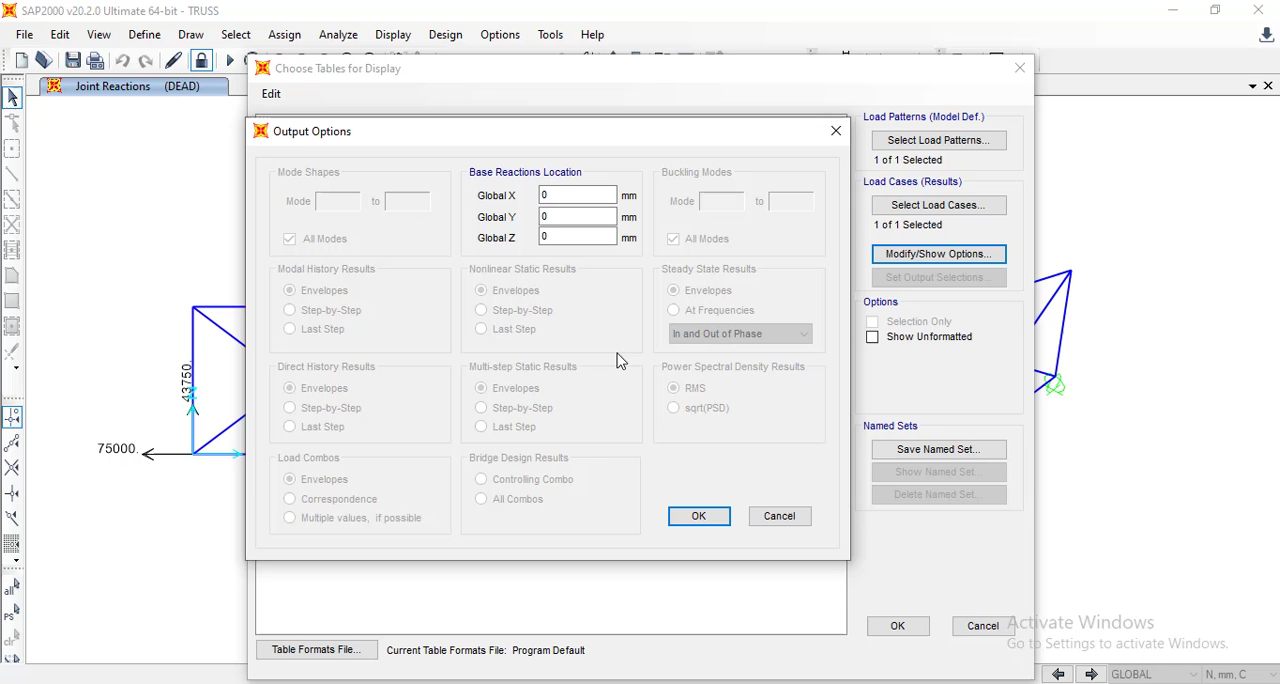 SAP2000 v20.2.0 Ultimate 64-bit - TRUSS
File Edit View Define Draw Select Assign Analyze Display Design Options Tools Help
Joint Reactions (DEAD)
Choose Tables for Display
Edit
Output Options
Mode Shapes
Mode to
All Modes
Base Reactions Location
Global X 0 mm
Global Y 0 mm
Global Z 0 mm
Buckling Modes
Mode to
All Modes
Modal History Results
Envelopes
Step-by-Step
Last Step
Nonlinear Static Results
Envelopes
Step-by-Step
Last Step
Steady State Results
Envelopes
At Frequencies
In and Out of Phase
Direct History Results
Envelopes
Step-by-Step
Last Step
Multi-step Static Results
Envelopes
Step-by-Step
Last Step
Power Spectral Density Results
RMS
sqrt(PSD)
Load Combos
Envelopes
Correspondence
Multiple values, if possible
Bridge Design Results
Controlling Combo
All Combos
OK Cancel
Load Patterns (Model Def.)
Select Load Patterns...
1 of 1 Selected
Load Cases (Results)
Select Load Cases...
1 of 1 Selected
Modify/Show Options...
Set Output Selections...
Options
Selection Only
Show Unformatted
Named Sets
Save Named Set...
Show Named Set...
Delete Named Set...
OK Cancel
Table Formats File... Current Table Formats File: Program Default
43750.
75000.
all
PS
clr
Activate Windows
Go to Settings to activate Windows.
GLOBAL N, mm, C